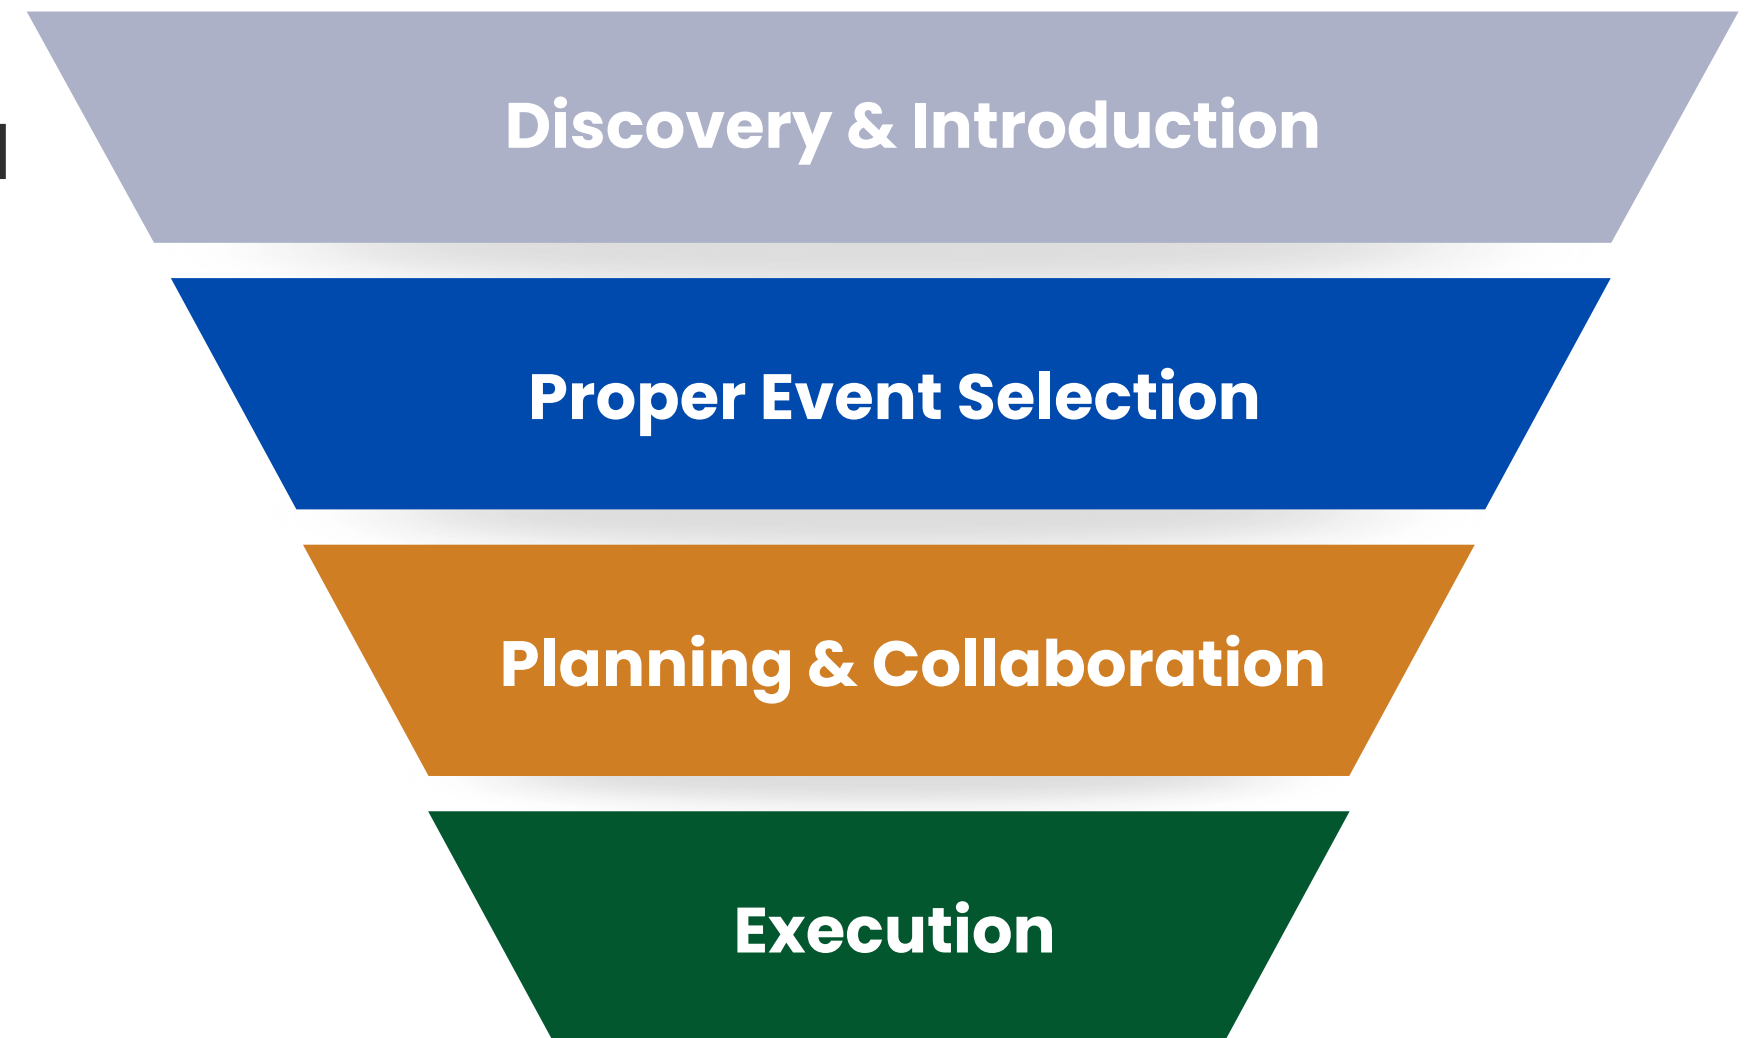 Discovery & Introduction
Proper Event Selection
Planning & Collaboration
Execution